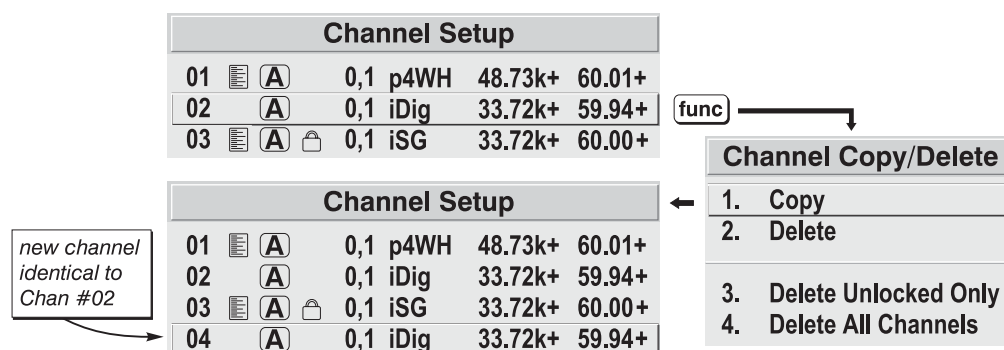 Channel Setup
01 A 0,1 p4WH 48.73k+ 60.01+
02 A 0,1 iDig 33.72k+ 59.94+
03 A 0,1 iSG 33.72k+ 60.00+
func
Channel Copy/Delete
1. Copy
2. Delete
3. Delete Unlocked Only
4. Delete All Channels
Channel Setup
01 A 0,1 p4WH 48.73k+ 60.01+
02 A 0,1 iDig 33.72k+ 59.94+
03 A 0,1 iSG 33.72k+ 60.00+
04 A 0,1 iDig 33.72k+ 59.94+
new channel
identical to
Chan #02